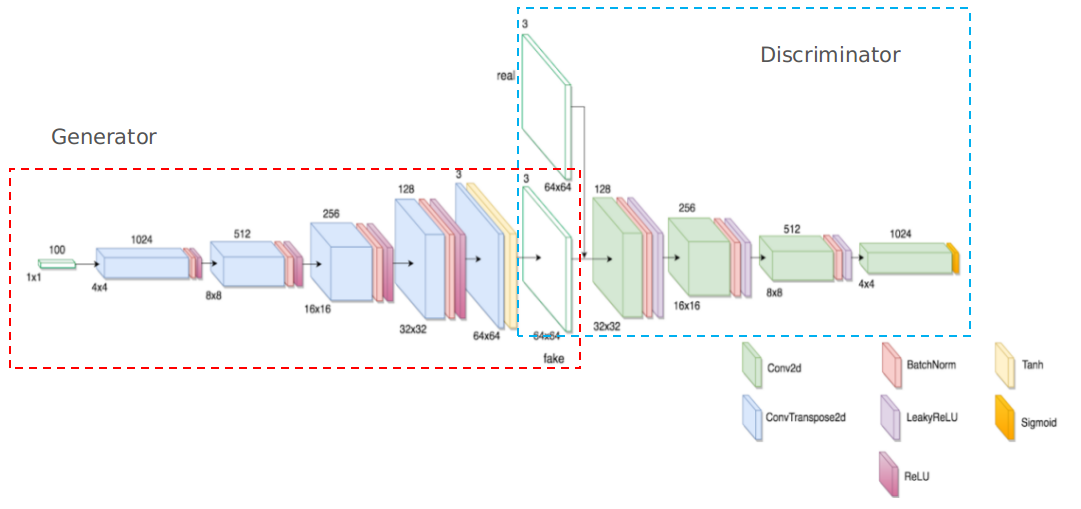 Generator
Discriminator
100
1x1
1024
4x4
512
8x8
256
16x16
128
32x32
3
64x64
3
real
64x64
3
64x64
fake
128
32x32
256
16x16
512
8x8
1024
4x4
Conv2d
BatchNorm
Tanh
ConvTranspose2d
LeakyReLU
Sigmoid
ReLU